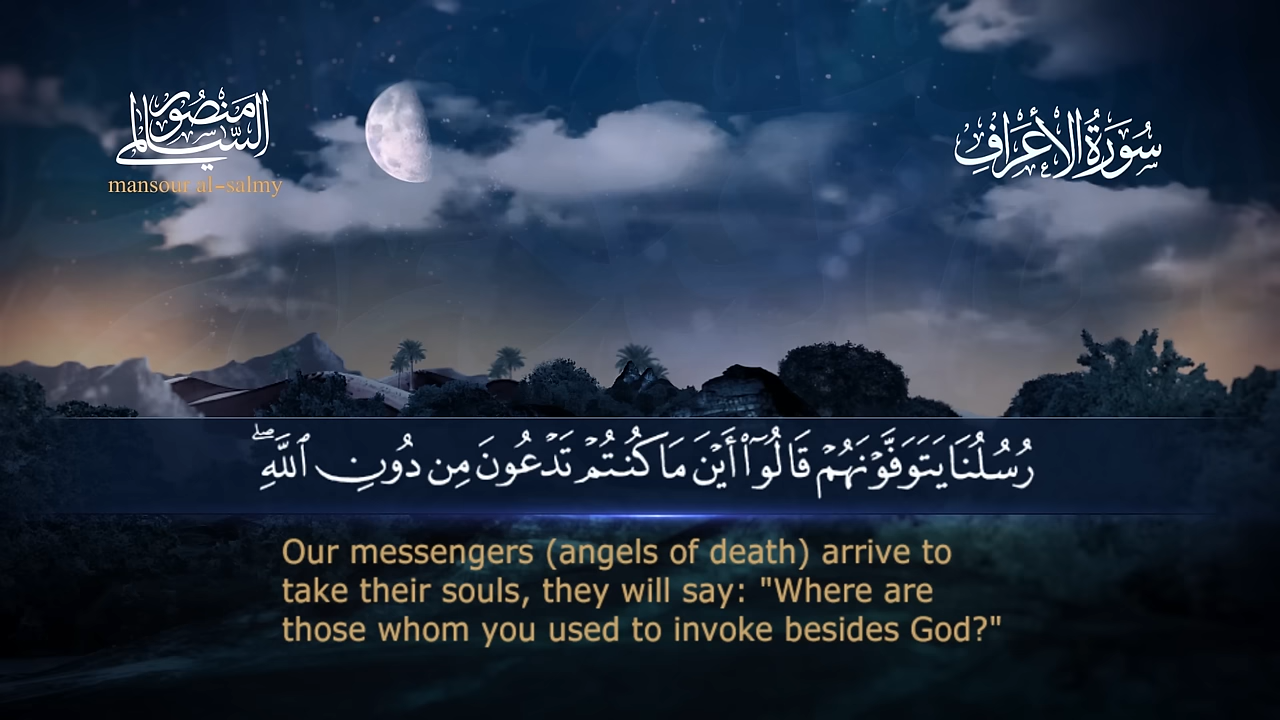 منصور السالمي
mansour al-salmy
سُورَةُ الأَعْرَافِ
رُسُلُنَا يَتَوَفَّوْنَهُمْ قَالُوٓا۟ أَيْنَ مَا كُنتُمْ تَدْعُونَ مِن دُونِ ٱللَّهِ ۖ
Our messengers (angels of death) arrive to
take their souls, they will say: "Where are
those whom you used to invoke besides God?"